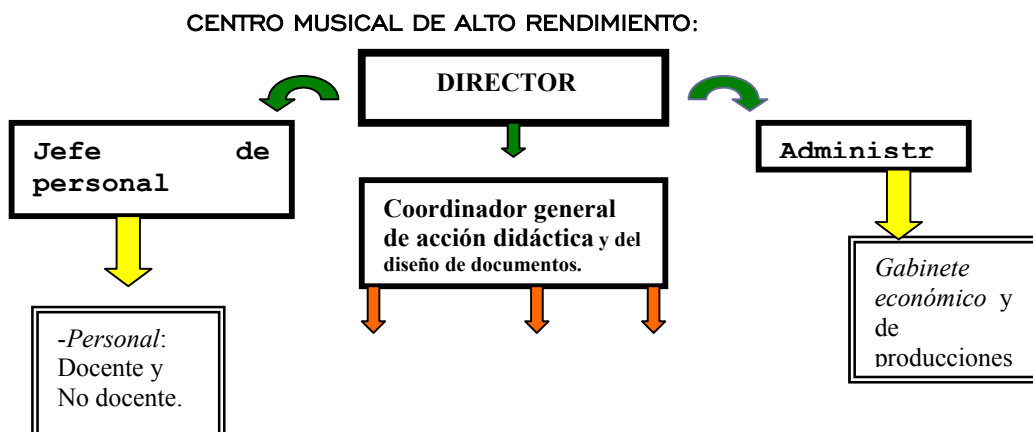 CENTRO MUSICAL DE ALTO RENDIMIENTO:
DIRECTOR
Jefe de
personal
Administr
Coordinador general
de acción didáctica y del
diseño de documentos.
Gabinete
económico y
de
producciones
-Personal:
Docente y
No docente.